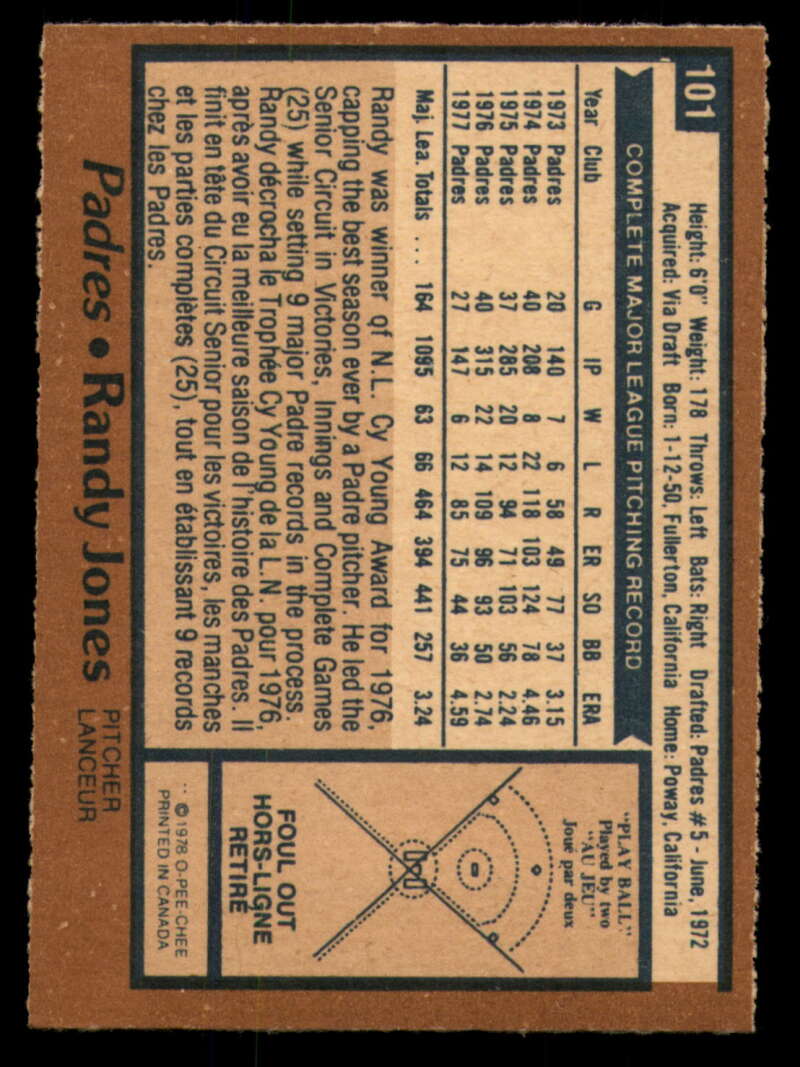 101
Height: 6'0" Weight: 178 Throws: Left Bats: Right Drafted: Padres #5 - June, 1972
Acquired: Via Draft Born: 1-12-50, Fullerton, California Home: Poway, California
COMPLETE MAJOR LEAGUE PITCHING RECORD
Year Club G IP W L R ER SO BB ERA
1973 Padres 20 140 7 6 58 49 77 37 3.15
1974 Padres 40 208 8 22 118 103 124 78 4.46
1975 Padres 37 285 20 12 94 71 103 56 2.24
1976 Padres 40 315 22 14 109 96 93 50 2.74
1977 Padres 27 147 6 12 85 75 44 36 4.59
Maj. Lea. Totals ... 164 1095 63 66 464 394 441 257 3.24
Randy was winner of N.L. Cy Young Award for 1976,
capping the best season ever by a Padre pitcher. He led the
Senior Circuit in Victories, Innings and Complete Games
(25) while setting 9 major Padre records in the process.
Randy décrocha le Trophée Cy Young de la L.N. pour 1976,
après avoir eu la meilleure saison de l'histoire des Padres. Il
finit en tête du Circuit Senior pour les victoires, les manches
et les parties complètes (25), tout en établissant 9 records
chez les Padres.
"PLAY BALL"
Played by two
"AU JEU"
Joué par deux
FOUL OUT
HORS-LIGNE
RETIRÉ
** © 1978 O-PEE-CHEE
PRINTED IN CANADA
Padres • Randy Jones
PITCHER
LANCEUR